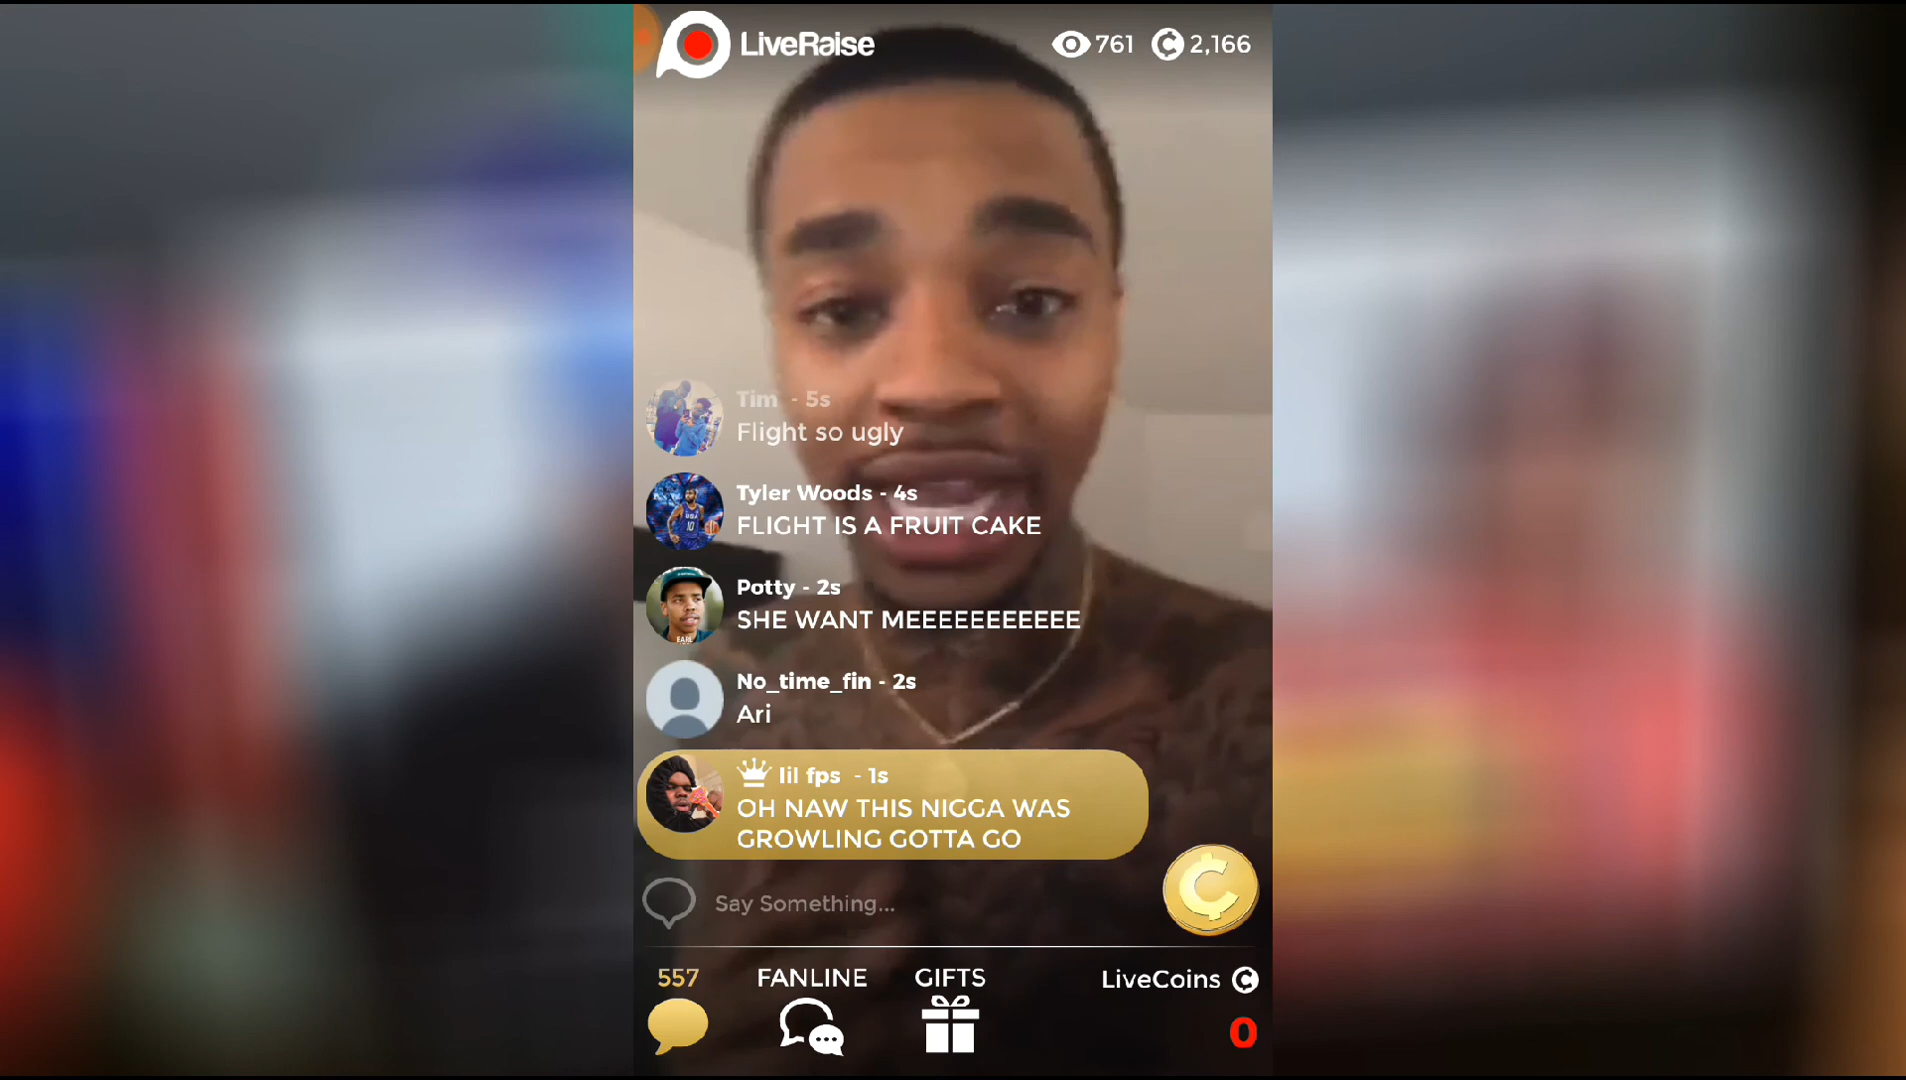 LiveRaise
761
2,166
Tim - 5s
Flight so ugly
Tyler Woods - 4s
FLIGHT IS A FRUIT CAKE
Potty - 2s
SHE WANT MEEEEEEEEEEE
No_time_fin - 2s
Ari
lil fps - 1s
OH NAW THIS NIGGA WAS
GROWLING GOTTA GO
Say Something...
557
FANLINE
GIFTS
LiveCoins
0